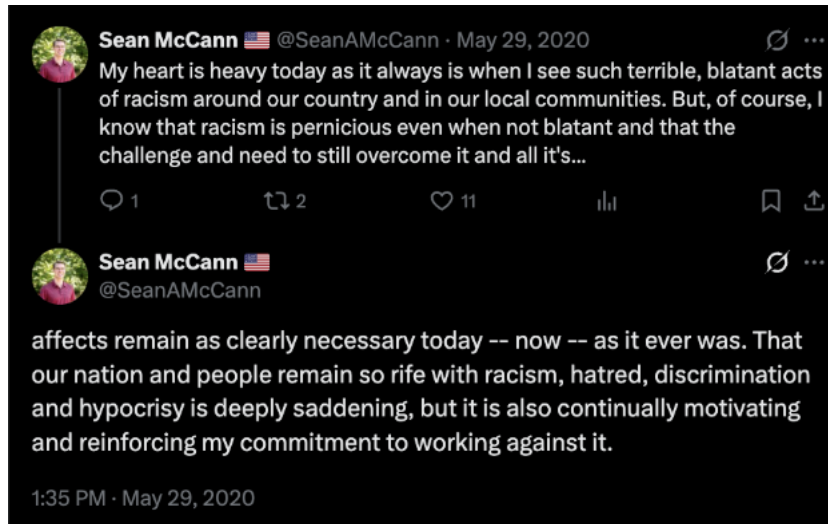 Sean McCann 🇺🇸 @SeanAMcCann · May 29, 2020
My heart is heavy today as it always is when I see such terrible, blatant acts
of racism around our country and in our local communities. But, of course, I
know that racism is pernicious even when not blatant and that the
challenge and need to still overcome it and all it's...
1 2 11
Sean McCann 🇺🇸
@SeanAMcCann
affects remain as clearly necessary today -- now -- as it ever was. That
our nation and people remain so rife with racism, hatred, discrimination
and hypocrisy is deeply saddening, but it is also continually motivating
and reinforcing my commitment to working against it.
1:35 PM · May 29, 2020